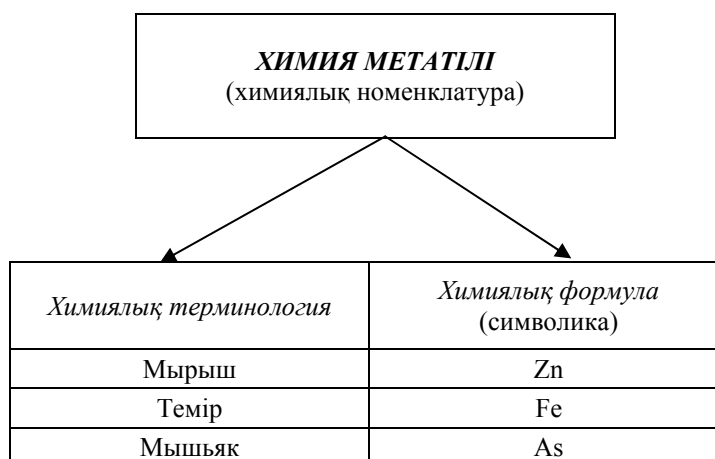 ХИМИЯ МЕТАТІЛІ
(химиялық номенклатура)
Химиялық терминология
Химиялық формула
(символика)
Мырыш Zn
Темір Fe
Мышьяк As